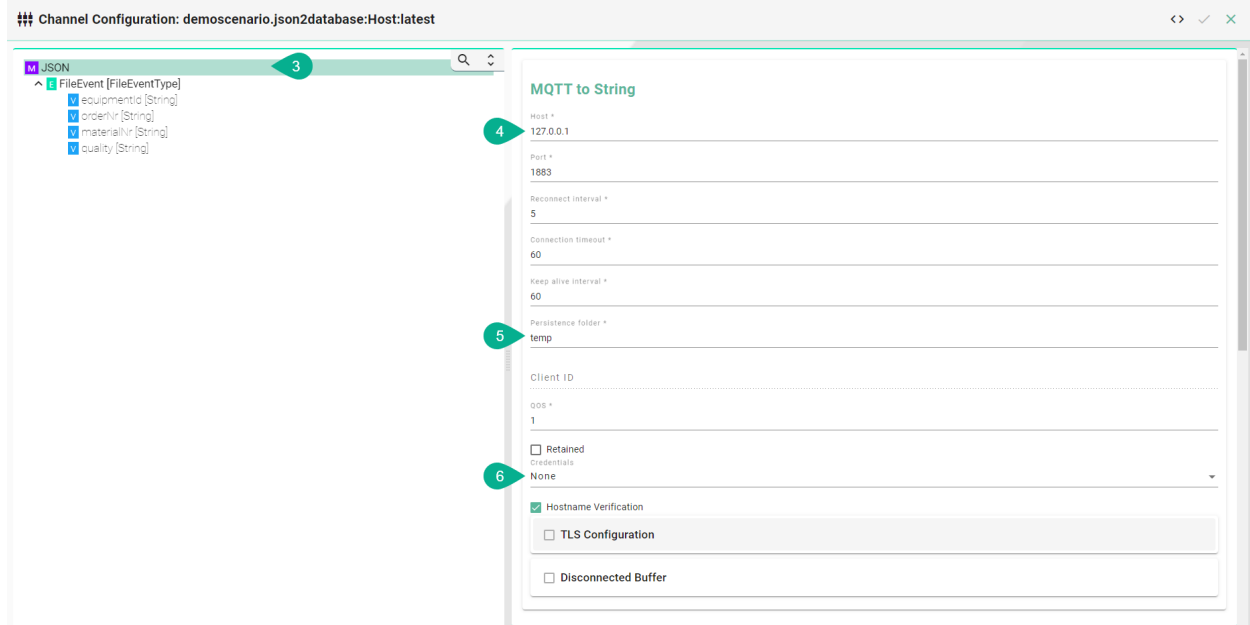 Channel Configuration: demoscenario.json2database:Host:latest
M JSON
3
E FileEvent [FileEventType]
V equipmentId [String]
V orderNr [String]
V materialNr [String]
V quality [String]
MQTT to String
Host *
4
127.0.0.1
Port *
1883
Reconnect interval *
5
Connection timeout *
60
Keep alive interval *
60
Persistence folder *
5
temp
Client ID
QOS *
1
Retained
Credentials
6
None
Hostname Verification
TLS Configuration
Disconnected Buffer